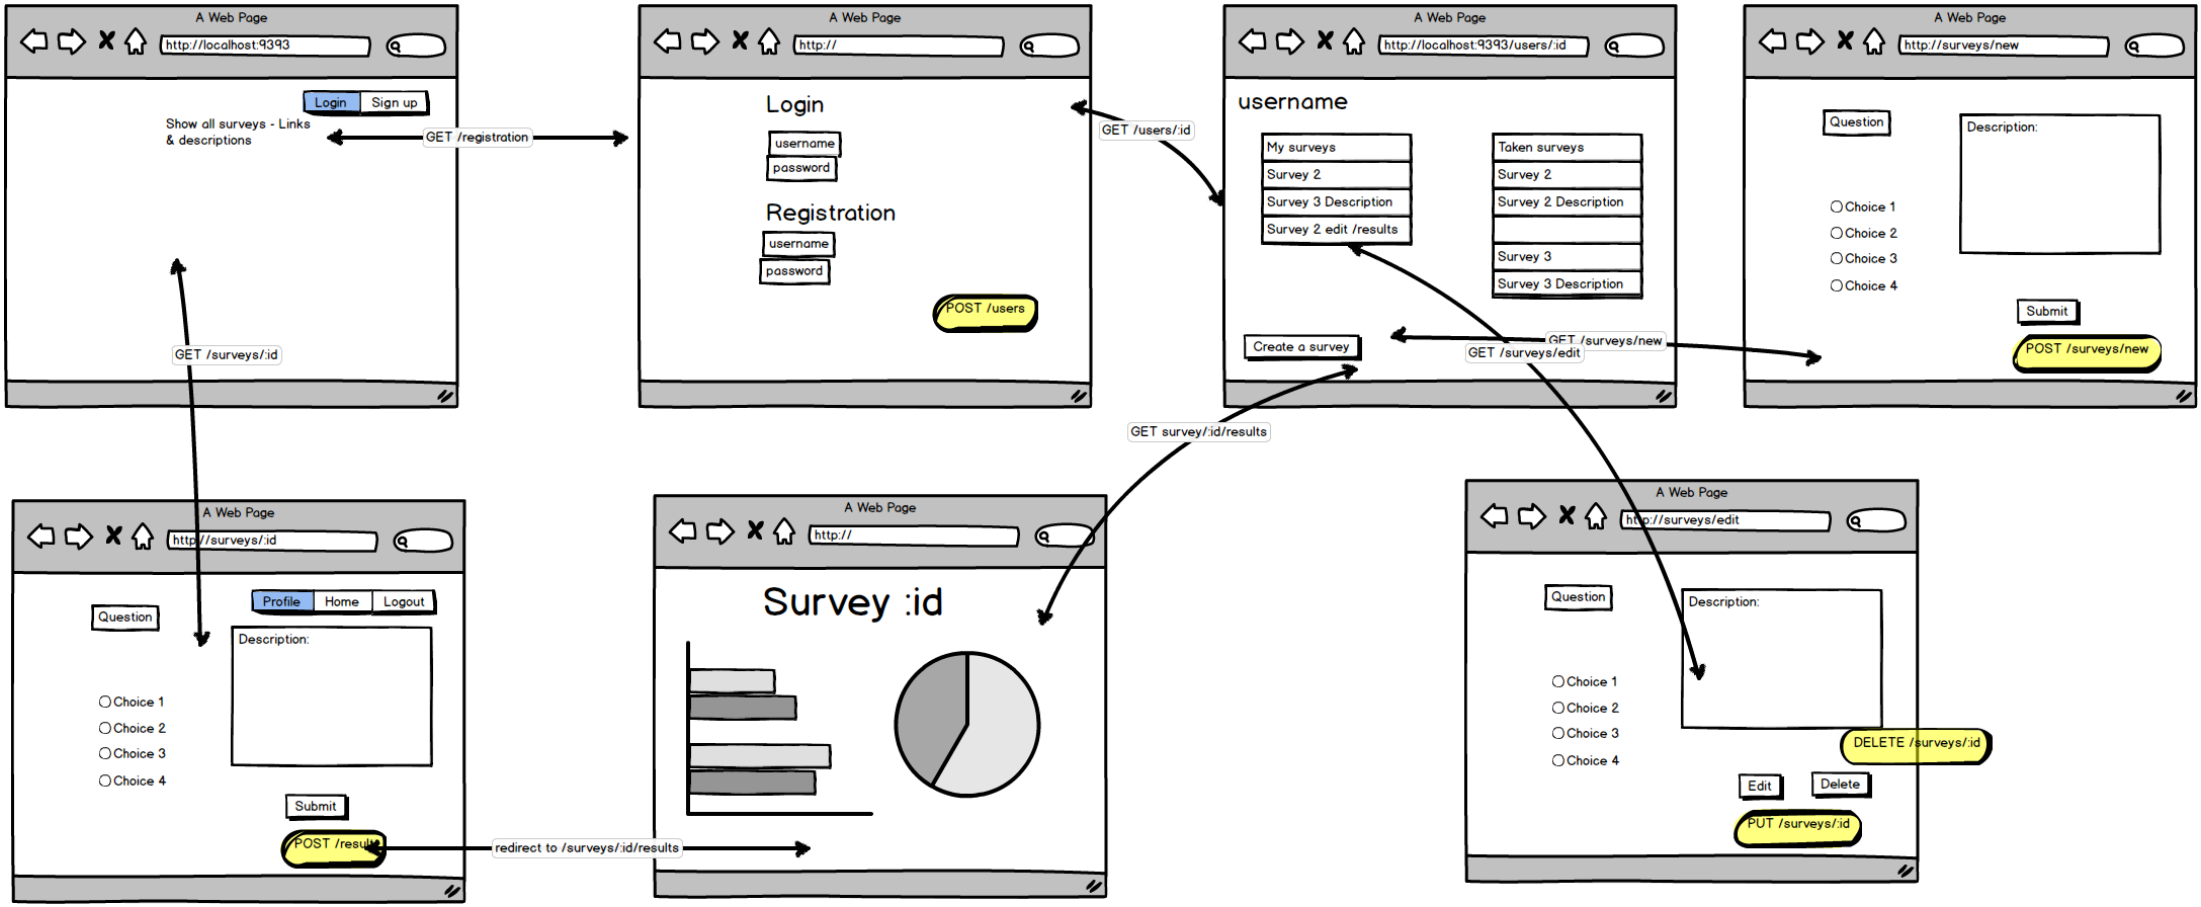 A Web Page
http://localhost:9393
Login
Sign up
Show all surveys - Links
& descriptions
GET /registration
GET /surveys/:id
A Web Page
http://
Login
username
password
Registration
username
password
POST /users
GET /users/:id
A Web Page
http://localhost:9393/users/:id
username
My surveys
Survey 2
Survey 3 Description
Survey 2 edit /results
Taken surveys
Survey 2
Survey 2 Description
Survey 3
Survey 3 Description
Create a survey
GET /surveys/new
GET /surveys/edit
GET survey/:id/results
A Web Page
http://surveys/new
Question
Description:
Choice 1
Choice 2
Choice 3
Choice 4
Submit
POST /surveys/new
A Web Page
http://surveys/:id
Profile
Home
Logout
Question
Description:
Choice 1
Choice 2
Choice 3
Choice 4
Submit
POST /results
redirect to /surveys/:id/results
A Web Page
http://
Survey :id
A Web Page
http://surveys/edit
Question
Description:
Choice 1
Choice 2
Choice 3
Choice 4
DELETE /surveys/:id
Edit
Delete
PUT /surveys/:id